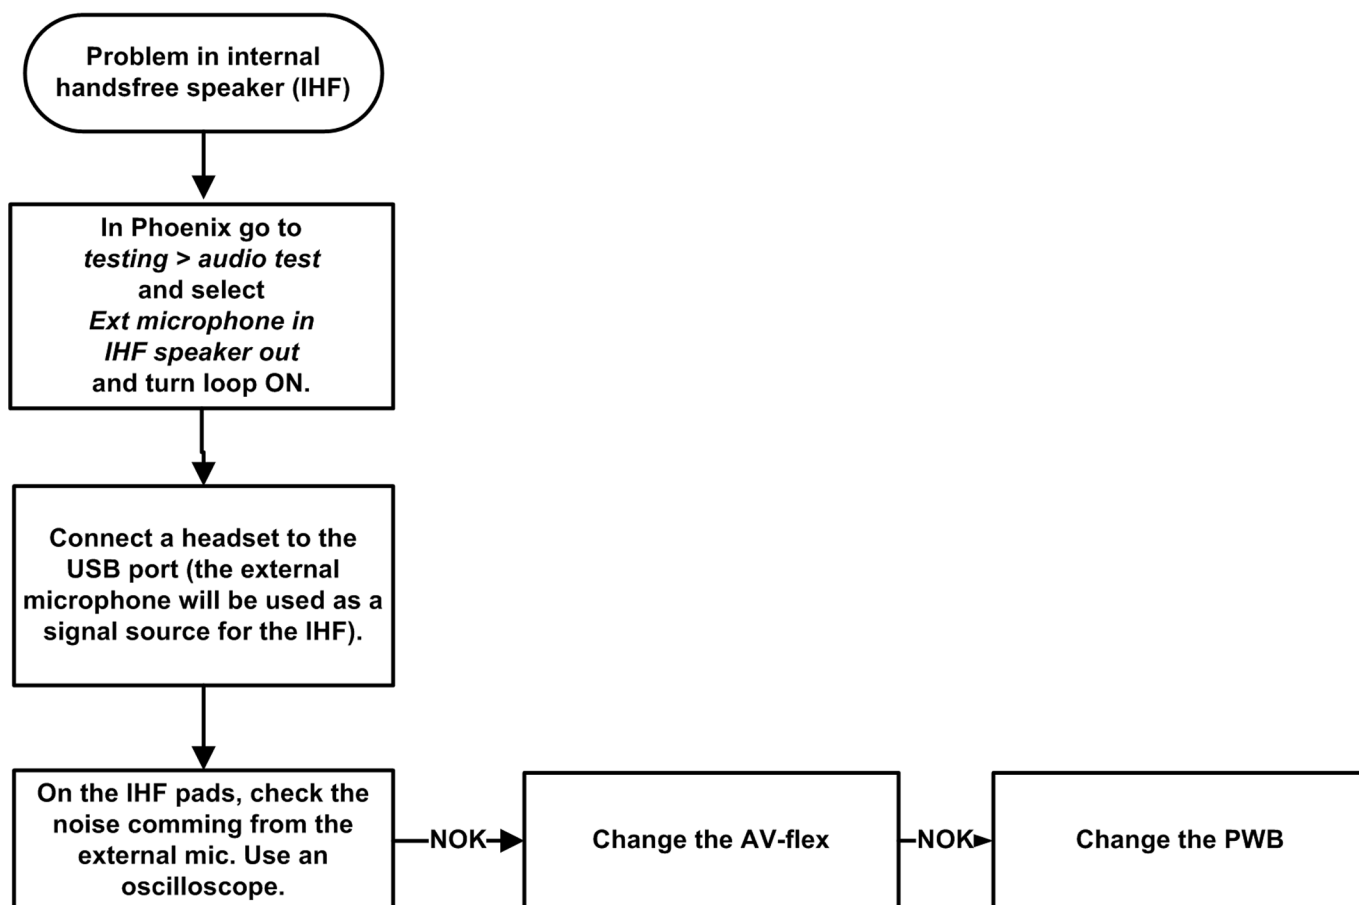 Problem in internal
handsfree speaker (IHF)
In Phoenix go to
testing > audio test
and select
Ext microphone in
IHF speaker out
and turn loop ON.
Connect a headset to the
USB port (the external
microphone will be used as a
signal source for the IHF).
On the IHF pads, check the
noise comming from the
external mic. Use an
oscilloscope.
NOK
Change the AV-flex
NOK
Change the PWB